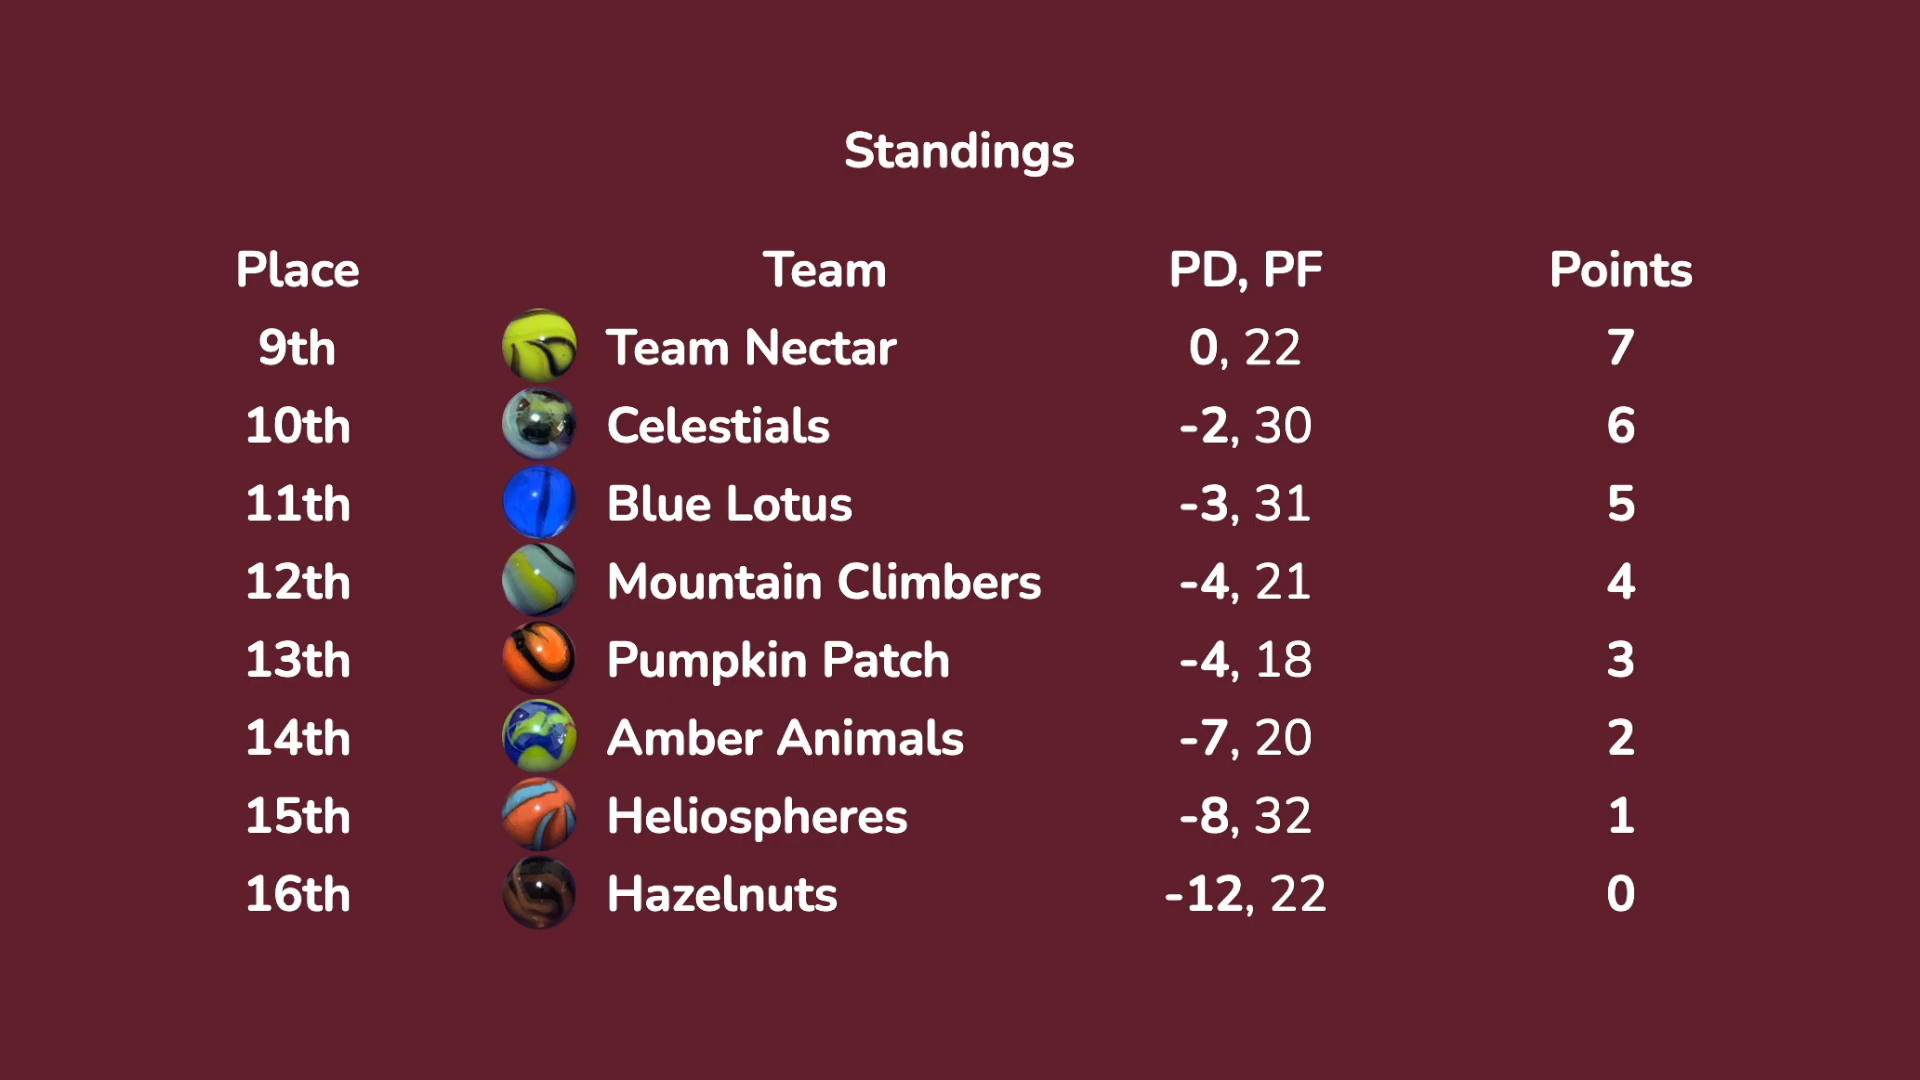 Standings
Place Team PD, PF Points
9th Team Nectar 0, 22 7
10th Celestials -2, 30 6
11th Blue Lotus -3, 31 5
12th Mountain Climbers -4, 21 4
13th Pumpkin Patch -4, 18 3
14th Amber Animals -7, 20 2
15th Heliospheres -8, 32 1
16th Hazelnuts -12, 22 0